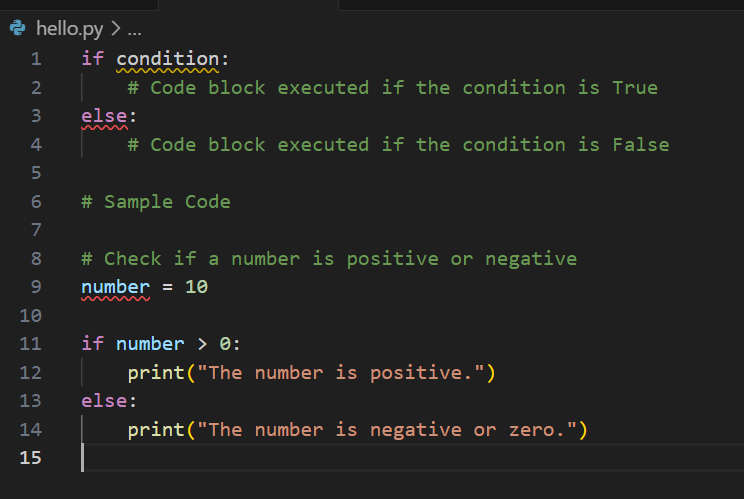 hello.py > ...
1 if condition:
2     # Code block executed if the condition is True
3 else:
4     # Code block executed if the condition is False
5
6 # Sample Code
7
8 # Check if a number is positive or negative
9 number = 10
10
11 if number > 0:
12     print("The number is positive.")
13 else:
14     print("The number is negative or zero.")
15